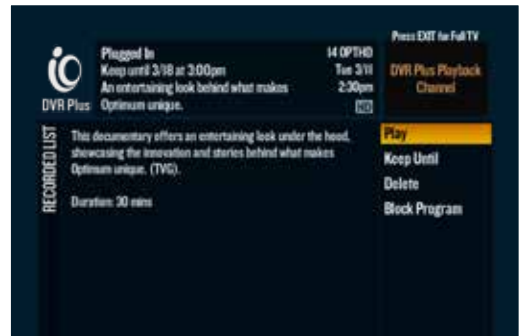 Press EXIT for Full TV
iO
DVR Plus
Plugged In
14 OPTHD
Keep until 3/18 at 3:00pm
Tue 3/11
An entertaining look behind what makes
2:30pm
Optimum unique.
HD
DVR Plus Playback
Channel
RECORDED LIST
This documentary offers an entertaining look under the hood,
showcasing the innovation and stories behind what makes
Optimum unique. (TVG).
Duration: 30 mins
Play
Keep Until
Delete
Block Program